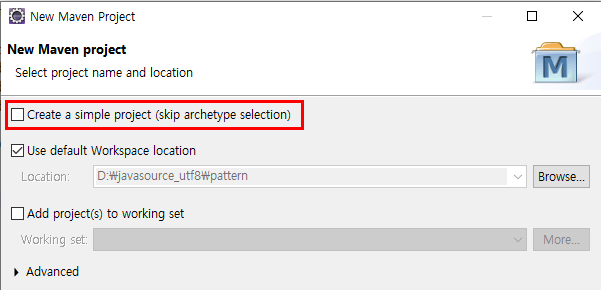 New Maven Project
New Maven project
Select project name and location
M
Create a simple project (skip archetype selection)
Use default Workspace location
Location: D:₩javasource_utf8₩pattern Browse...
Add project(s) to working set
Working set: More...
Advanced